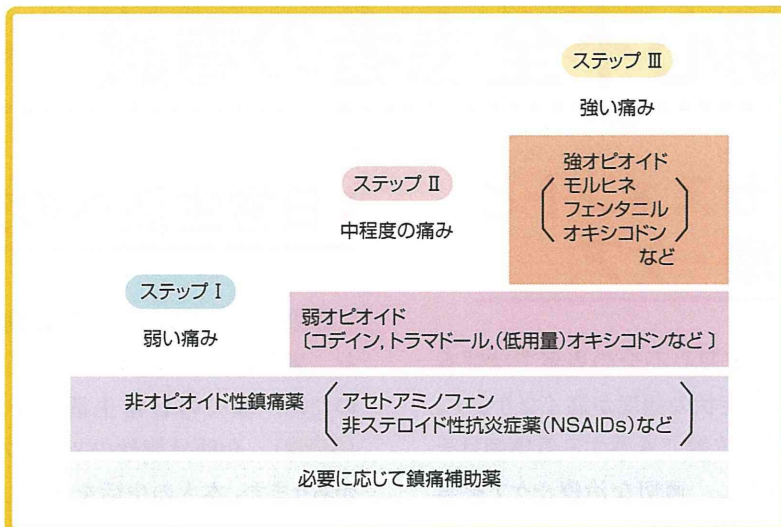 ステップ Ⅲ
強い痛み
強オピオイド
モルヒネ
フェンタニル
オキシコドン
など
ステップ Ⅱ
中程度の痛み
弱オピオイド
〔コデイン,トラマドール,(低用量)オキシコドンなど〕
ステップ Ⅰ
弱い痛み
非オピオイド性鎮痛薬
アセトアミノフェン
非ステロイド性抗炎症薬(NSAIDs)など
必要に応じて鎮痛補助薬